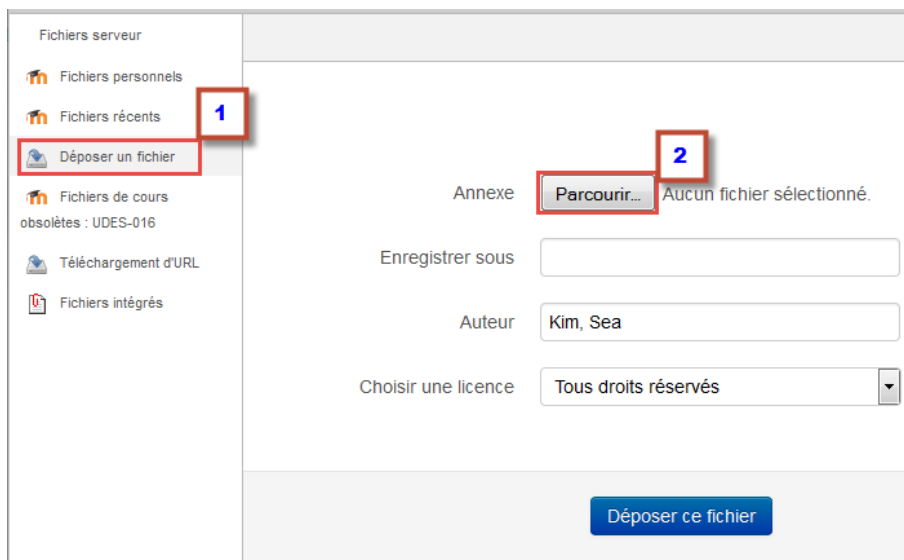 Fichiers serveur
Fichiers personnels
Fichiers récents
1
Déposer un fichier
Fichiers de cours
obsolètes : UDES-016
Téléchargement d'URL
Fichiers intégrés
2
Annexe Parcourir... Aucun fichier sélectionné.
Enregistrer sous
Auteur Kim, Sea
Choisir une licence Tous droits réservés
Déposer ce fichier